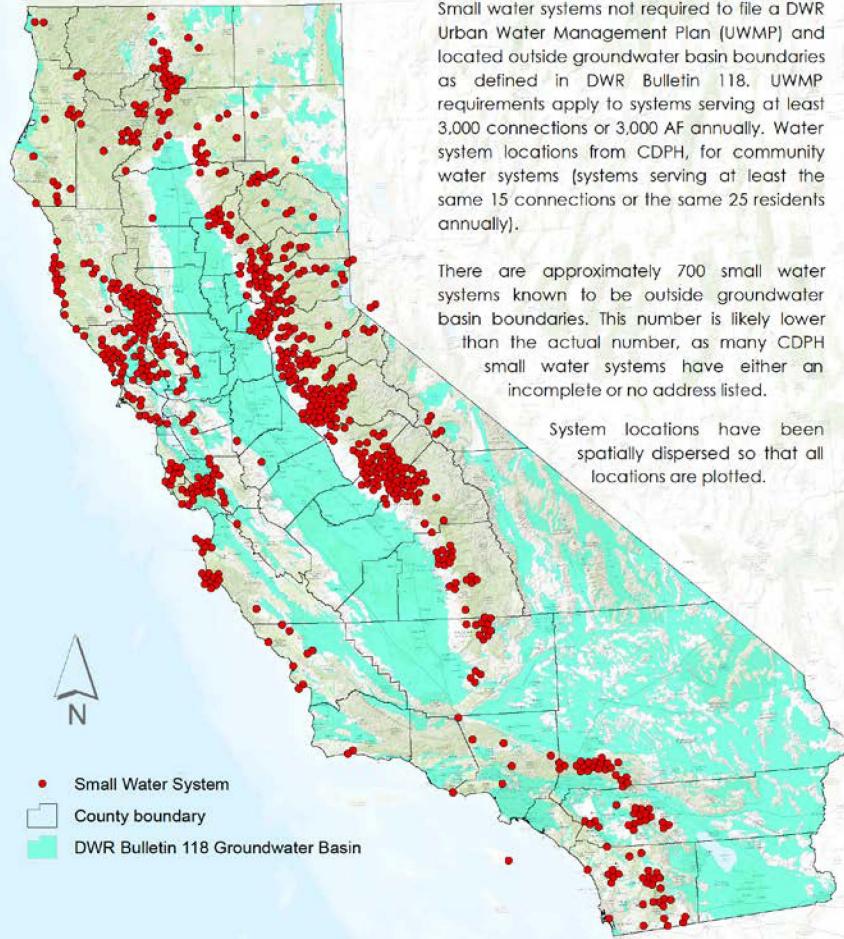 Small water systems not required to file a DWR
Urban Water Management Plan (UWMP) and
located outside groundwater basin boundaries
as defined in DWR Bulletin 118. UWMP
requirements apply to systems serving at least
3,000 connections or 3,000 AF annually. Water
system locations from CDPH, for community
water systems (systems serving at least the
same 15 connections or the same 25 residents
annually).
There are approximately 700 small water
systems known to be outside groundwater
basin boundaries. This number is likely lower
than the actual number, as many CDPH
small water systems have either an
incomplete or no address listed.
System locations have been
spatially dispersed so that all
locations are plotted.
N
Small Water System
County boundary
DWR Bulletin 118 Groundwater Basin